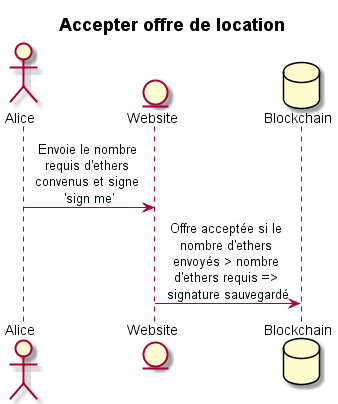 Accepter offre de location
Alice
Website
Blockchain
Envoie le nombre
requis d'ethers
convenus et signe
'sign me'
Offre acceptée si le
nombre d'ethers
envoyés > nombre
d'ethers requis =>
signature sauvegardé
Alice
Website
Blockchain